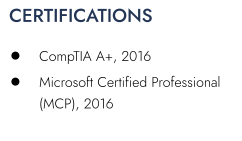 CERTIFICATIONS
● CompTIA A+, 2016
● Microsoft Certified Professional
(MCP), 2016